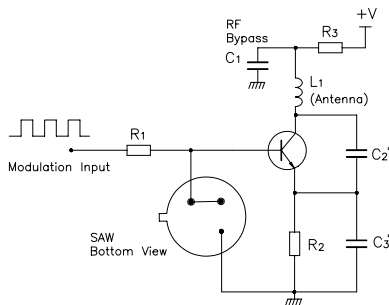 +V
RF
Bypass
R3
C1
L1
(Antenna)
R1
Modulation Input
C2*
SAW
Bottom View
R2
C3*